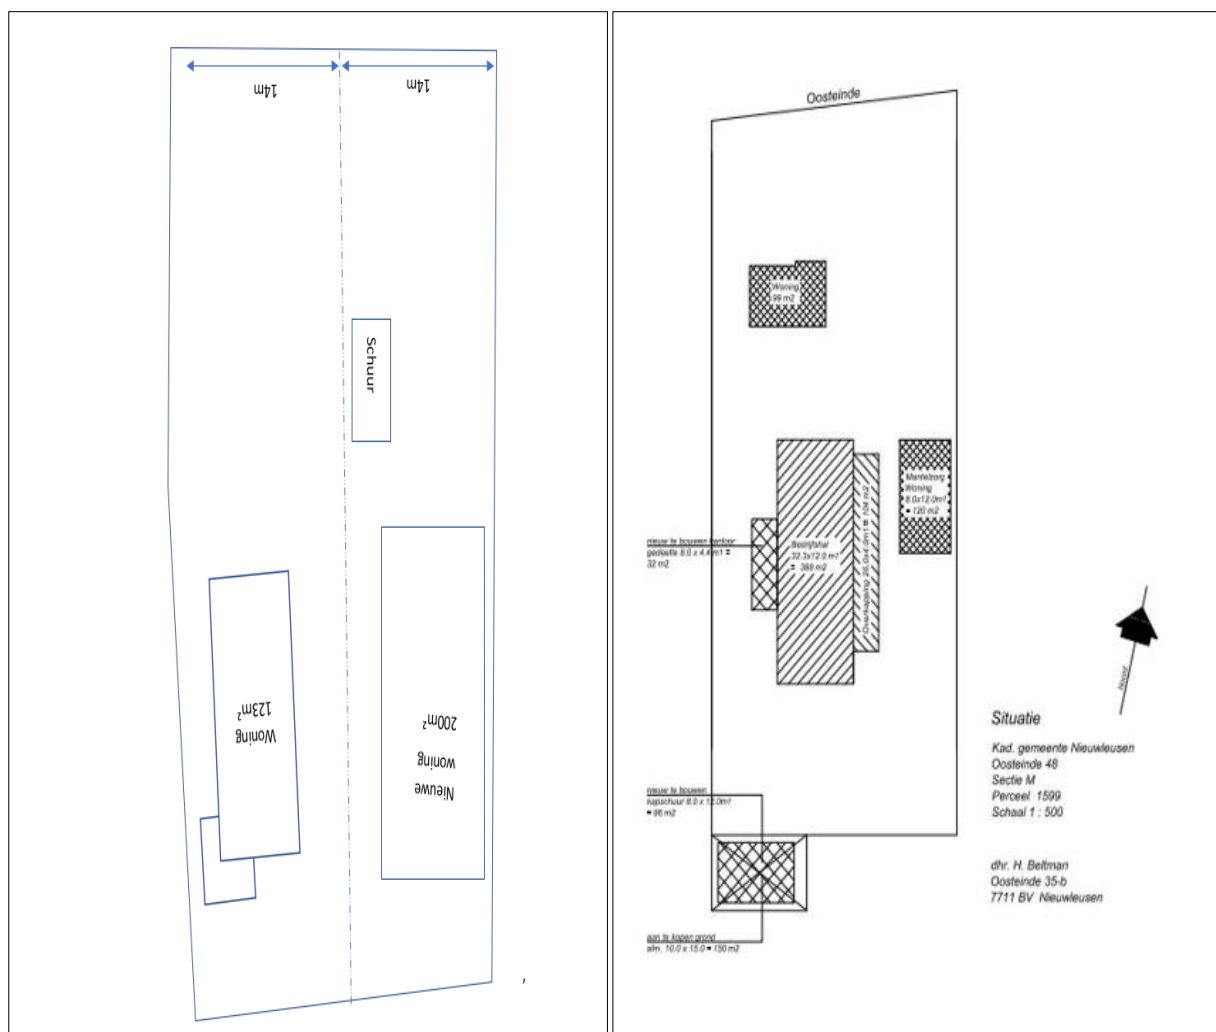 14m
14m
Schuur
Woning
123m²
Nieuwe
woning
200m²
,
Oosteinde
Woning
99 m2
Mantelzorg
Woning
8.0x12.0m1
= 120 m2
nieuw te bouwen kantoor
gedeelte 8.0 x 4.4 m1 =
32 m2
Bedrijfshal
32.3x12.0 m1
= 388 m2
Overkapping 26.0x4.0m1 = 104 m2
Noord
Situatie
Kad. gemeente Nieuwleusen
Oosteinde 48
Sectie M
Perceel 1599
Schaal 1 : 500
nieuw te bouwen
kapschuur 8.0 x 12.0m1
= 96 m2
dhr. H. Beltman
Oosteinde 35-b
7711 BV Nieuwleusen
aan te kopen grond
afm. 10.0 x 15.0 = 150 m2